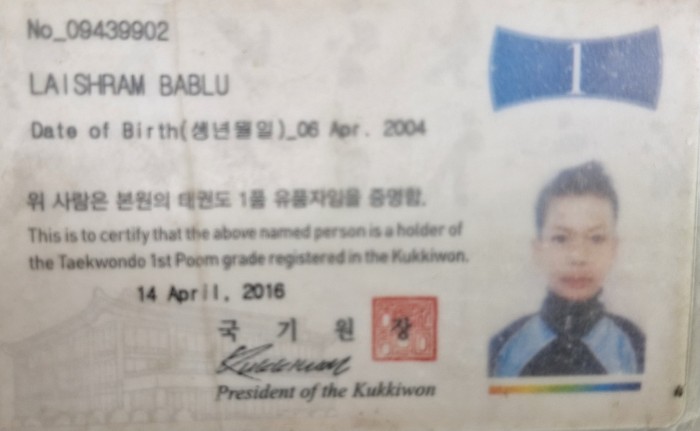 No_09439902
1
LAISHRAM BABLU
Date of Birth(생년월일)_06 Apr. 2004
위 사람은 본원의 태권도 1품 유품자임을 증명함.
This is to certify that the above named person is a holder of
the Taekwondo 1st Poom grade registered in the Kukkiwon.
14 April, 2016
국 기 원 장
Kukkiwon
President of the Kukkiwon